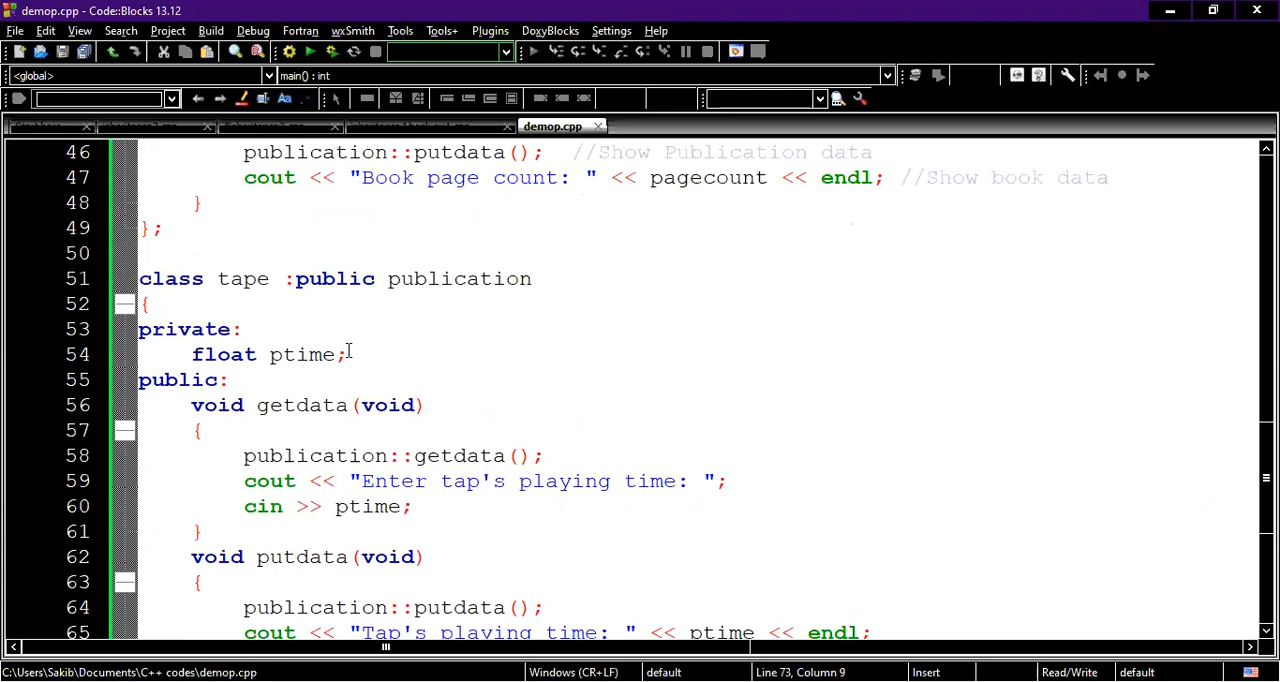 demop.cpp - Code::Blocks 13.12
File Edit View Search Project Build Debug Fortran wxSmith Tools Tools+ Plugins DoxyBlocks Settings Help
<global> main() : int
demop.cpp
46 publication::putdata(); //Show Publication data
47 cout << "Book page count: " << pagecount << endl; //Show book data
48 }
49 };
50
51 class tape :public publication
52 {
53 private:
54 float ptime;
55 public:
56 void getdata(void)
57 {
58 publication::getdata();
59 cout << "Enter tap's playing time: ";
60 cin >> ptime;
61 }
62 void putdata(void)
63 {
64 publication::putdata();
65 cout << "Tap's playing time: " << ptime << endl;
C:\Users\Sakib\Documents\C++ codes\demop.cpp Windows (CR+LF) default Line 73, Column 9 Insert Read/Write default